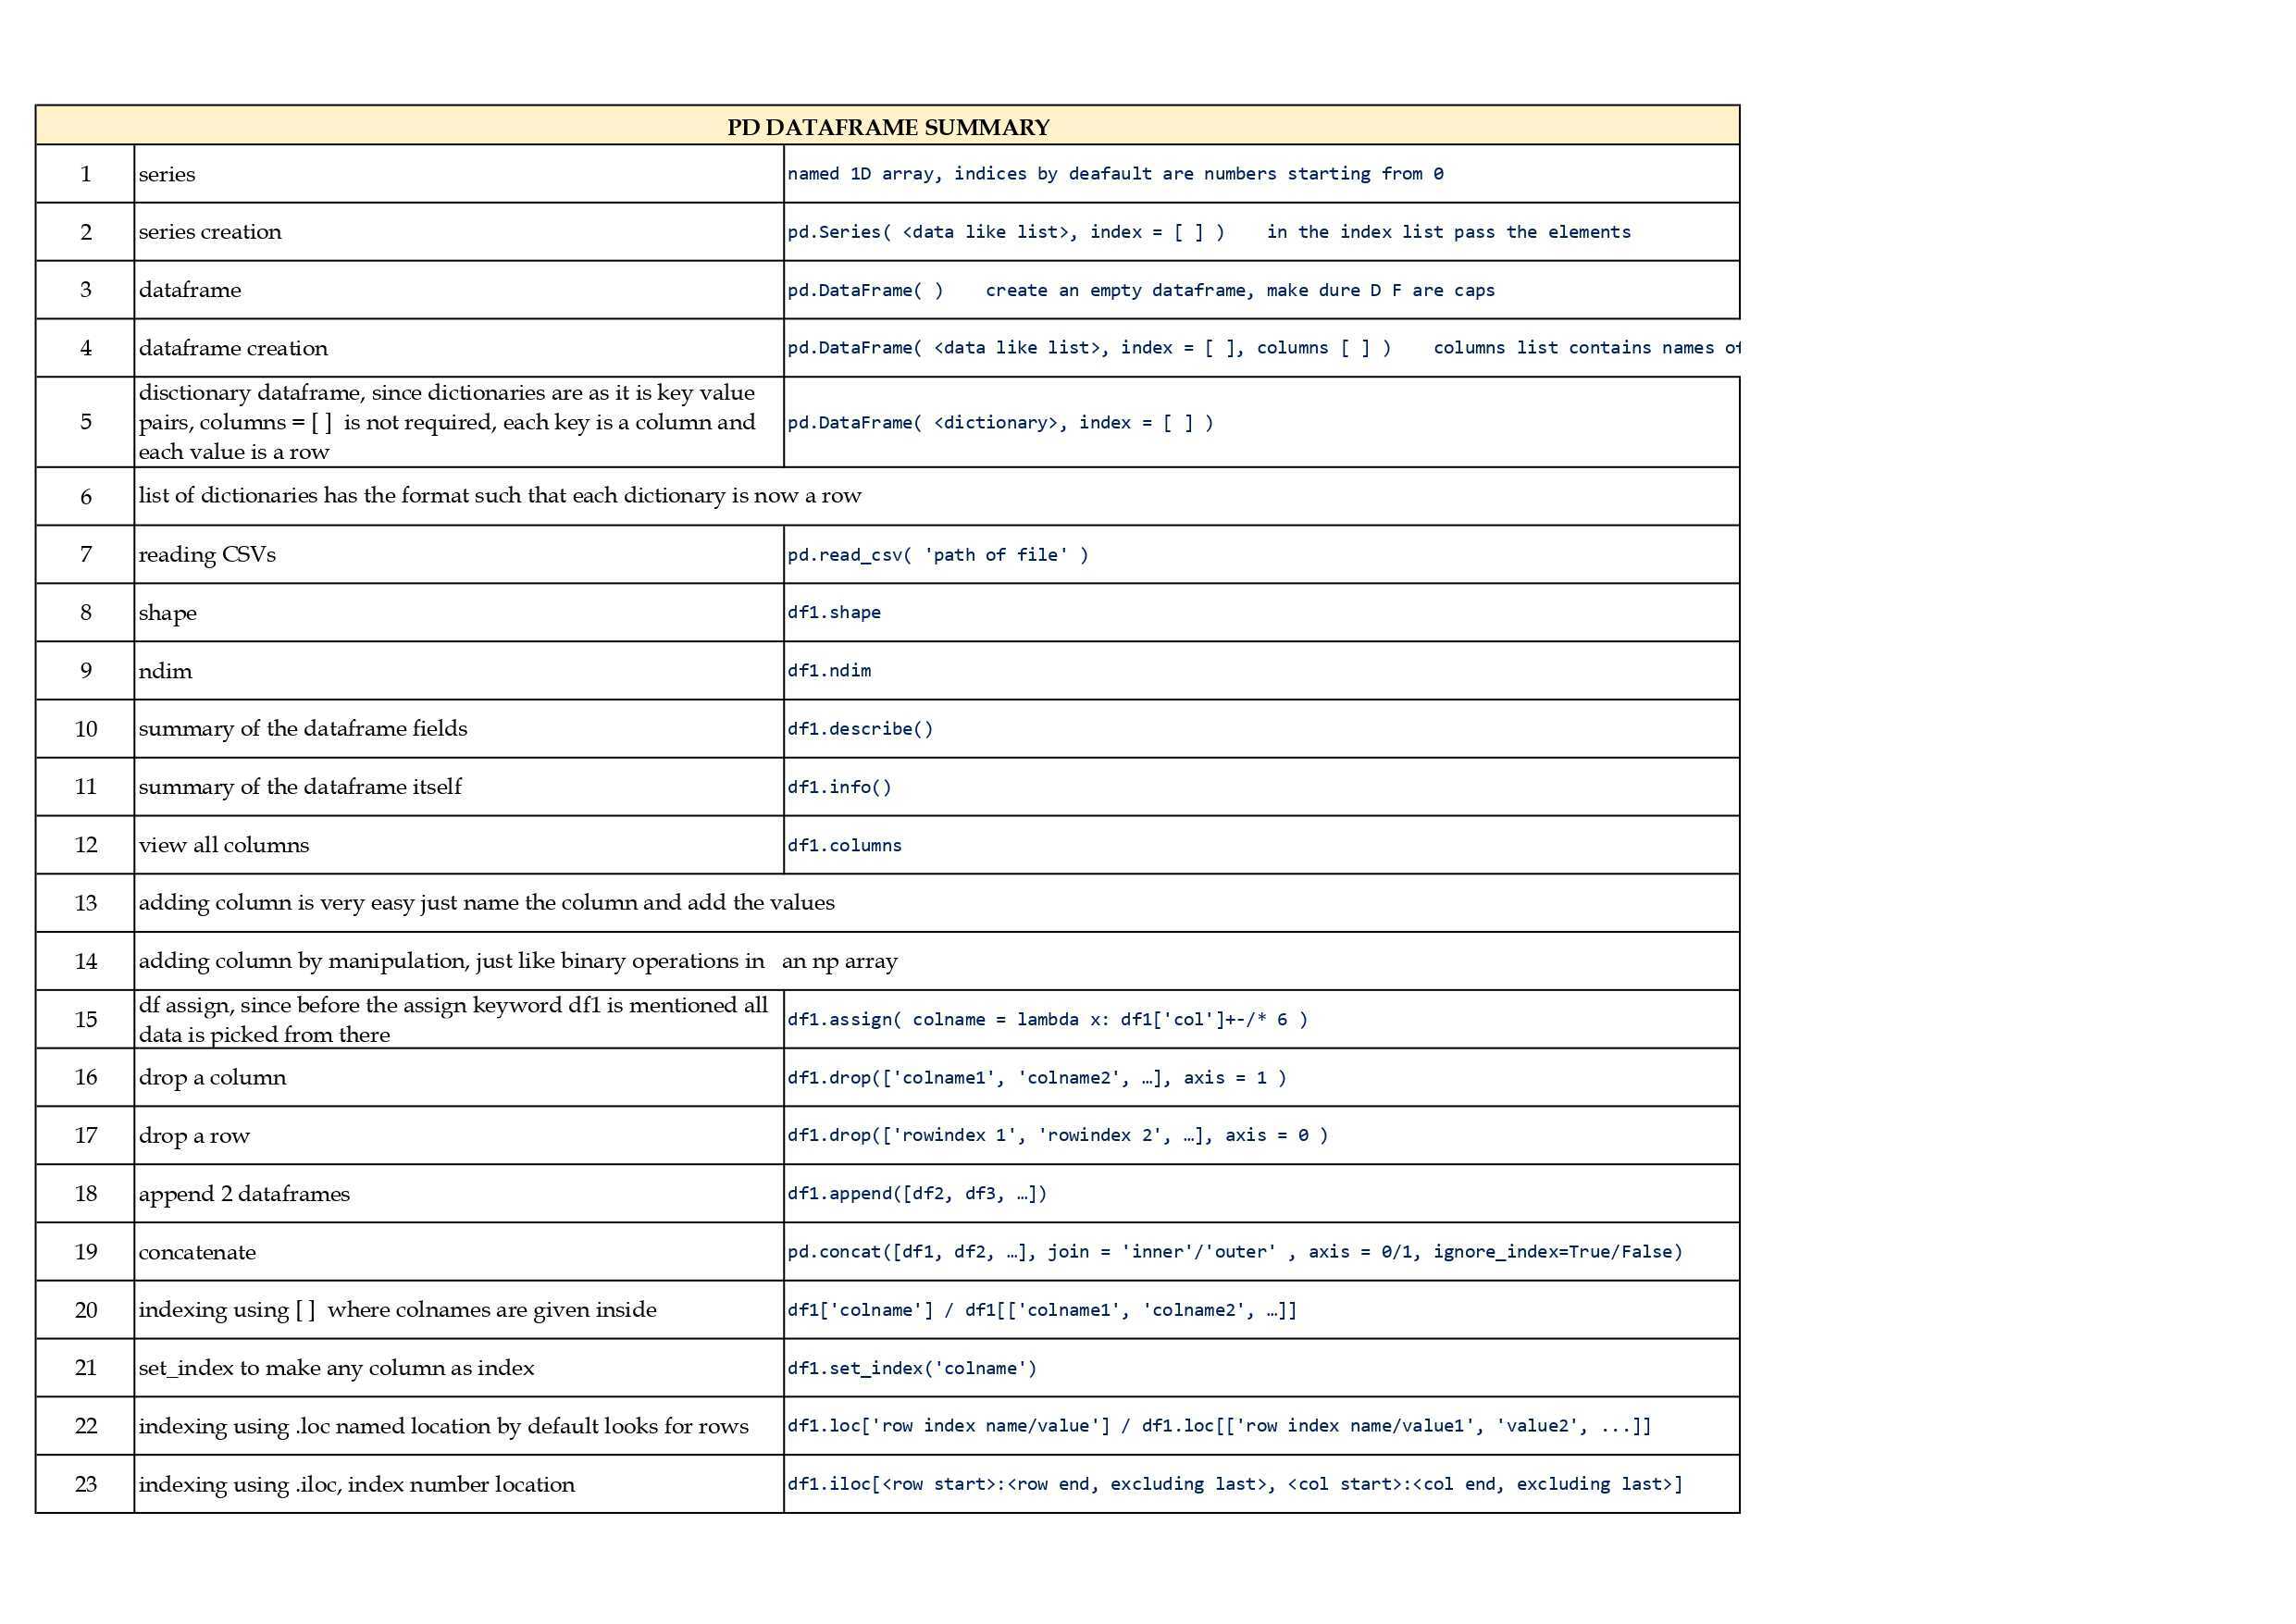 PD DATAFRAME SUMMARY
1 series named 1D array, indices by deafault are numbers starting from 0
2 series creation pd.Series( <data like list>, index = [ ] )    in the index list pass the elements
3 dataframe pd.DataFrame( )    create an empty dataframe, make dure D F are caps
4 dataframe creation pd.DataFrame( <data like list>, index = [ ], columns [ ] )    columns list contains names of
disctionary dataframe, since dictionaries are as it is key value
5 pairs, columns = [ ]  is not required, each key is a column and pd.DataFrame( <dictionary>, index = [ ] )
each value is a row
6 list of dictionaries has the format such that each dictionary is now a row
7 reading CSVs pd.read_csv( 'path of file' )
8 shape df1.shape
9 ndim df1.ndim
10 summary of the dataframe fields df1.describe()
11 summary of the dataframe itself df1.info()
12 view all columns df1.columns
13 adding column is very easy just name the column and add the values
14 adding column by manipulation, just like binary operations in   an np array
15 df assign, since before the assign keyword df1 is mentioned all
data is picked from there df1.assign( colname = lambda x: df1['col']+-/* 6 )
16 drop a column df1.drop(['colname1', 'colname2', …], axis = 1 )
17 drop a row df1.drop(['rowindex 1', 'rowindex 2', …], axis = 0 )
18 append 2 dataframes df1.append([df2, df3, …])
19 concatenate pd.concat([df1, df2, …], join = 'inner'/'outer' , axis = 0/1, ignore_index=True/False)
20 indexing using [ ]  where colnames are given inside df1['colname'] / df1[['colname1', 'colname2', …]]
21 set_index to make any column as index df1.set_index('colname')
22 indexing using .loc named location by default looks for rows df1.loc['row index name/value'] / df1.loc[['row index name/value1', 'value2', ...]]
23 indexing using .iloc, index number location df1.iloc[<row start>:<row end, excluding last>, <col start>:<col end, excluding last>]